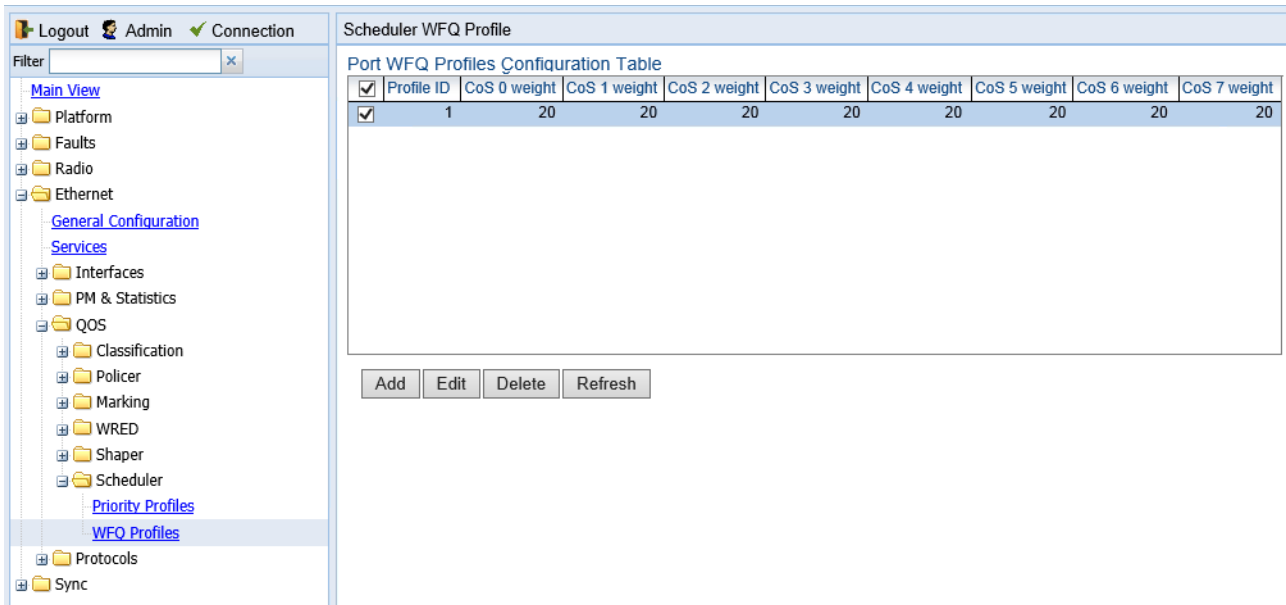 Logout Admin Connection
Filter
Main View
Platform
Faults
Radio
Ethernet
General Configuration
Services
Interfaces
PM & Statistics
QOS
Classification
Policer
Marking
WRED
Shaper
Scheduler
Priority Profiles
WFQ Profiles
Protocols
Sync
Scheduler WFQ Profile
Port WFQ Profiles Configuration Table
Profile ID CoS 0 weight CoS 1 weight CoS 2 weight CoS 3 weight CoS 4 weight CoS 5 weight CoS 6 weight CoS 7 weight
1 20 20 20 20 20 20 20 20
Add Edit Delete Refresh